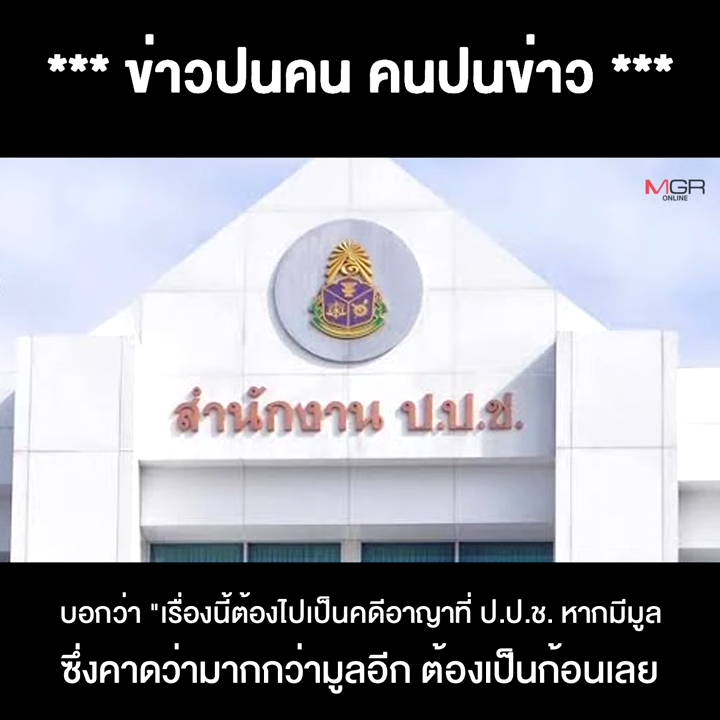 *** ข่าวปนคน คนปนข่าว ***
MGR
ONLINE
สำนักงาน ป.ป.ช.
บอกว่า "เรื่องนี้ต้องไปเป็นคดีอาญาที่ ป.ป.ช. หากมีมูล
ซึ่งคาดว่ามากกว่ามูลอีก ต้องเป็นก้อนเลย